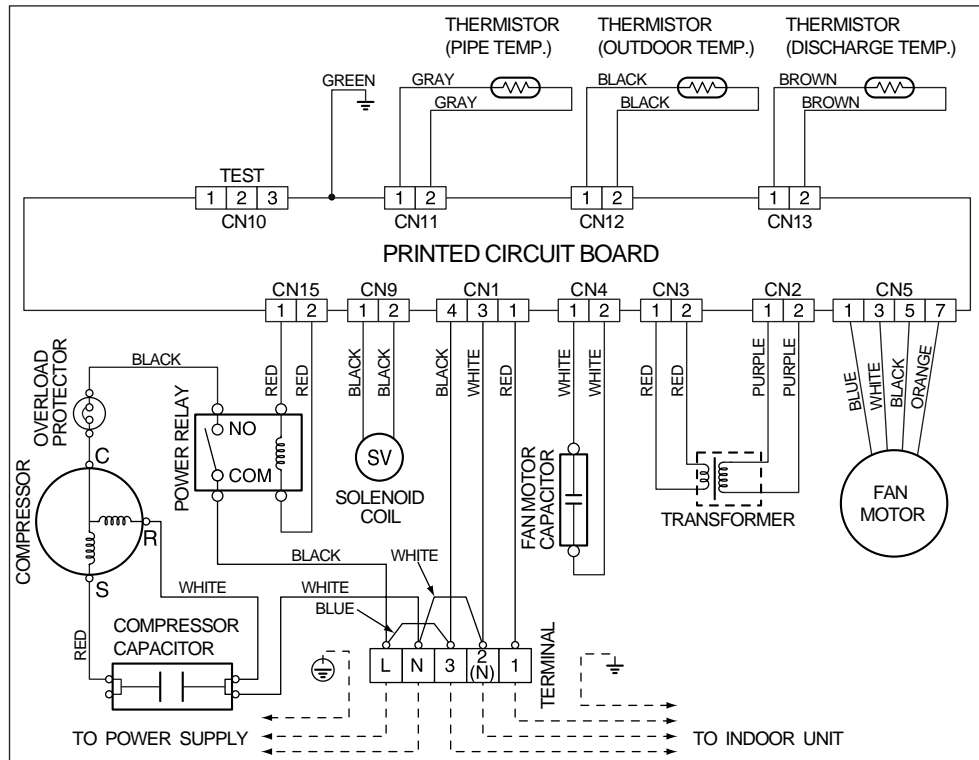 THERMISTOR
(PIPE TEMP.)
THERMISTOR
(OUTDOOR TEMP.)
THERMISTOR
(DISCHARGE TEMP.)
GREEN
GRAY
GRAY
BLACK
BLACK
BROWN
BROWN
TEST
1 2 3
CN10
1 2
CN11
1 2
CN12
1 2
CN13
PRINTED CIRCUIT BOARD
CN15
1 2
CN9
1 2
CN1
4 3 1
CN4
1 2
CN3
1 2
CN2
1 2
CN5
1 3 5 7
BLACK
RED
RED
BLACK
BLACK
BLACK
WHITE
RED
WHITE
WHITE
RED
RED
PURPLE
PURPLE
BLUE
WHITE
BLACK
ORANGE
OVERLOAD
PROTECTOR
POWER RELAY
NO
COM
SV
SOLENOID
COIL
FAN MOTOR
CAPACITOR
TRANSFORMER
FAN
MOTOR
COMPRESSOR
C
R
S
BLACK
WHITE
WHITE
WHITE
BLUE
RED
COMPRESSOR
CAPACITOR
L N 3 2(N) 1
TERMINAL
TO POWER SUPPLY
TO INDOOR UNIT